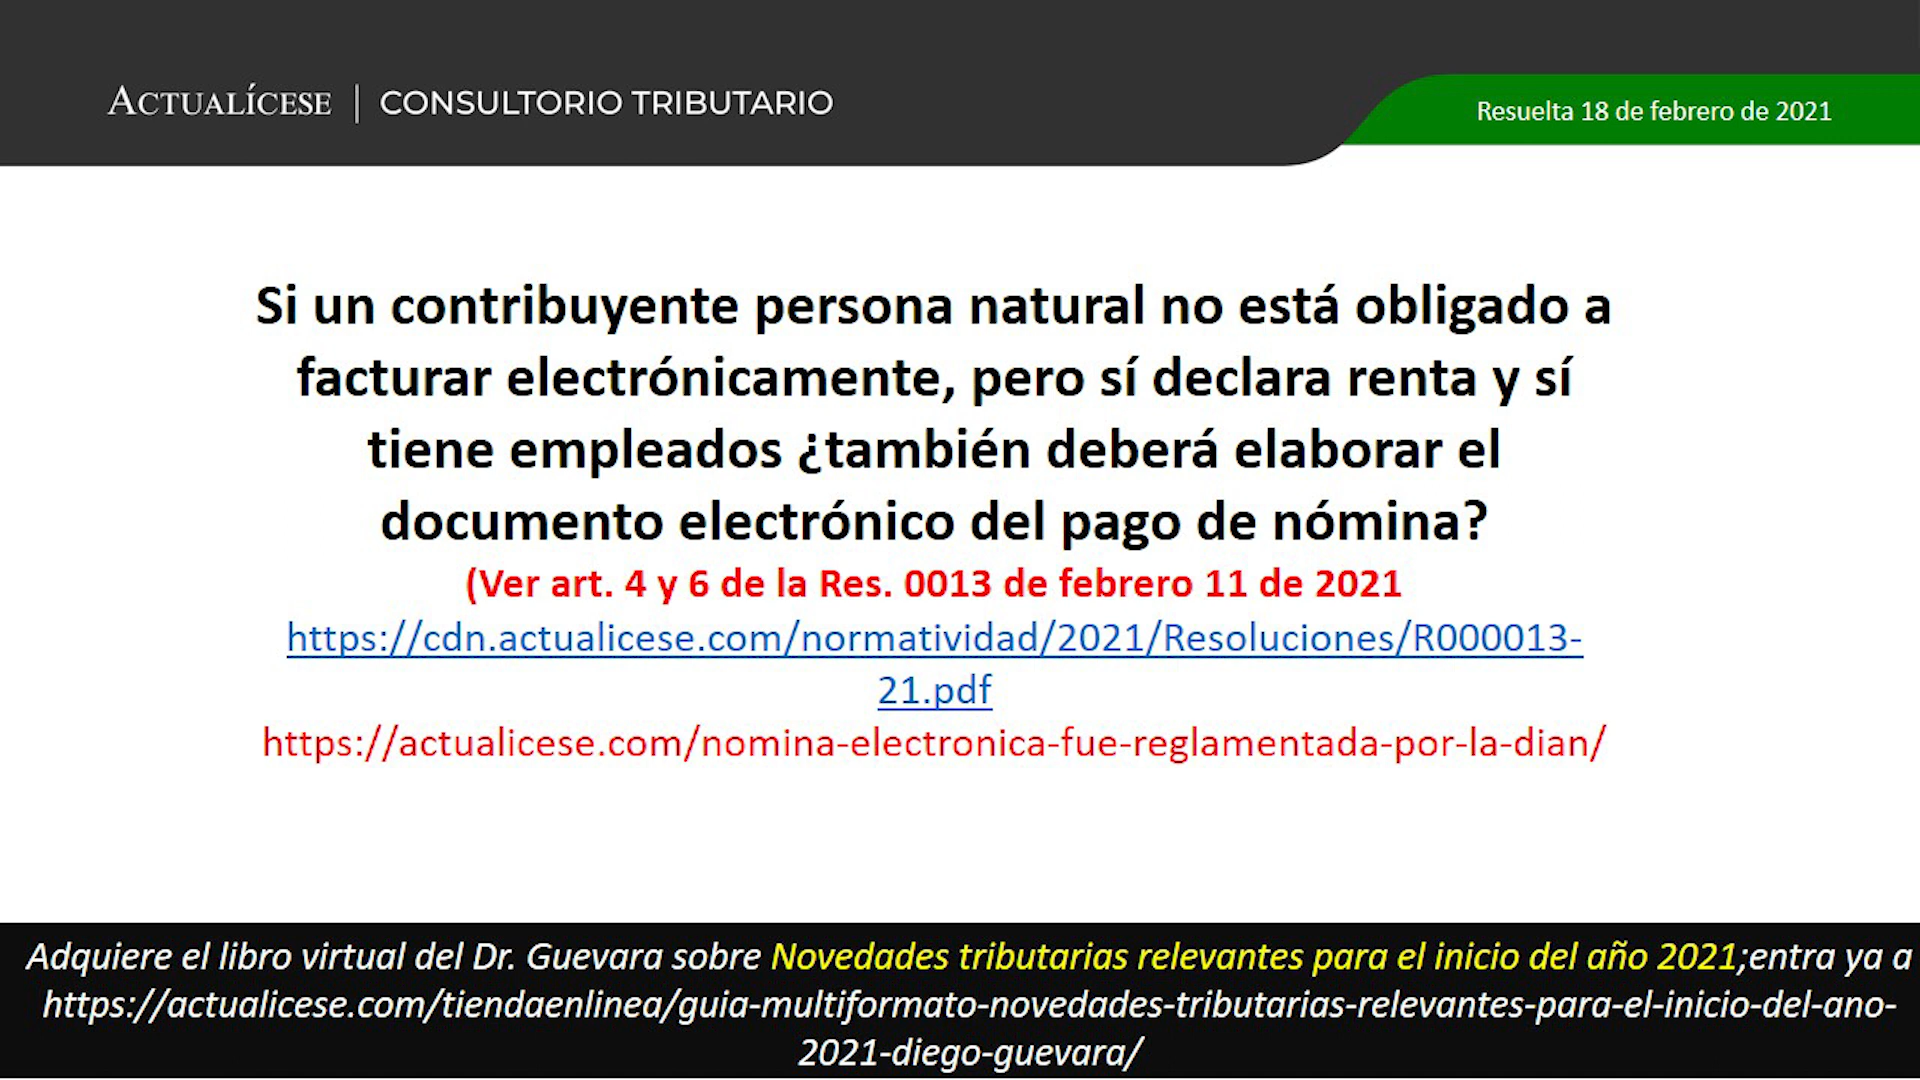 ACTUALÍCESE | CONSULTORIO TRIBUTARIO
Resuelta 18 de febrero de 2021
Si un contribuyente persona natural no está obligado a
facturar electrónicamente, pero sí declara renta y sí
tiene empleados ¿también deberá elaborar el
documento electrónico del pago de nómina?
(Ver art. 4 y 6 de la Res. 0013 de febrero 11 de 2021
https://cdn.actualicese.com/normatividad/2021/Resoluciones/R000013-
21.pdf
https://actualicese.com/nomina-electronica-fue-reglamentada-por-la-dian/
Adquiere el libro virtual del Dr. Guevara sobre Novedades tributarias relevantes para el inicio del año 2021;entra ya a
https://actualicese.com/tiendaenlinea/guia-multiformato-novedades-tributarias-relevantes-para-el-inicio-del-ano-
2021-diego-guevara/